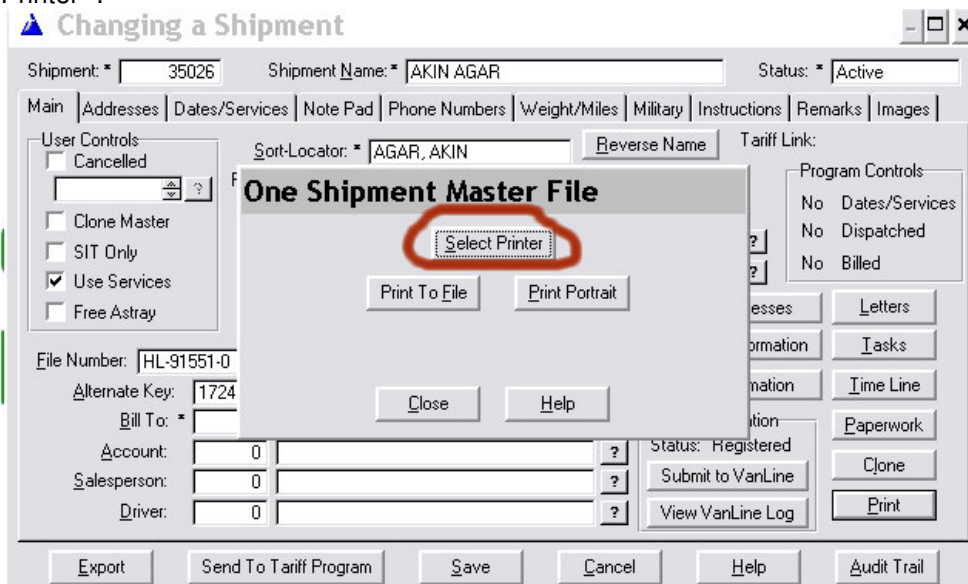 Printer".
Changing a Shipment
Shipment: * 35026 Shipment Name: * AKIN AGAR Status: * Active
Main Addresses Dates/Services Note Pad Phone Numbers Weight/Miles Military Instructions Remarks Images
User Controls
Cancelled
Sort-Locator: * AGAR, AKIN Reverse Name Tariff Link:
?
One Shipment Master File
Program Controls
No Dates/Services
Clone Master
Select Printer
?
No Dispatched
SIT Only
?
No Billed
Use Services
Print To File Print Portrait
Free Astray
esses Letters
File Number: HL-91551-0
ormation Tasks
Alternate Key: 1724
Close Help
mation Time Line
Bill To: *
tion
Paperwork
Account: 0 ?
Status: Registered
Salesperson: 0 ?
Submit to VanLine Clone
Driver: 0 ?
View VanLine Log Print
Export Send To Tariff Program Save Cancel Help Audit Trail